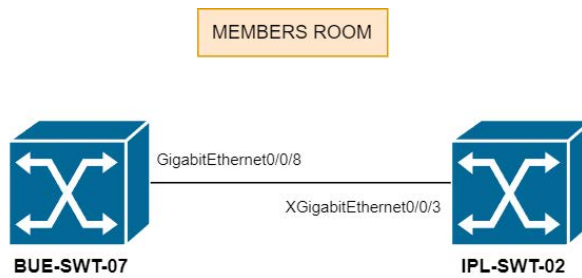 MEMBERS ROOM
GigabitEthernet0/0/8
XGigabitEthernet0/0/3
BUE-SWT-07
IPL-SWT-02